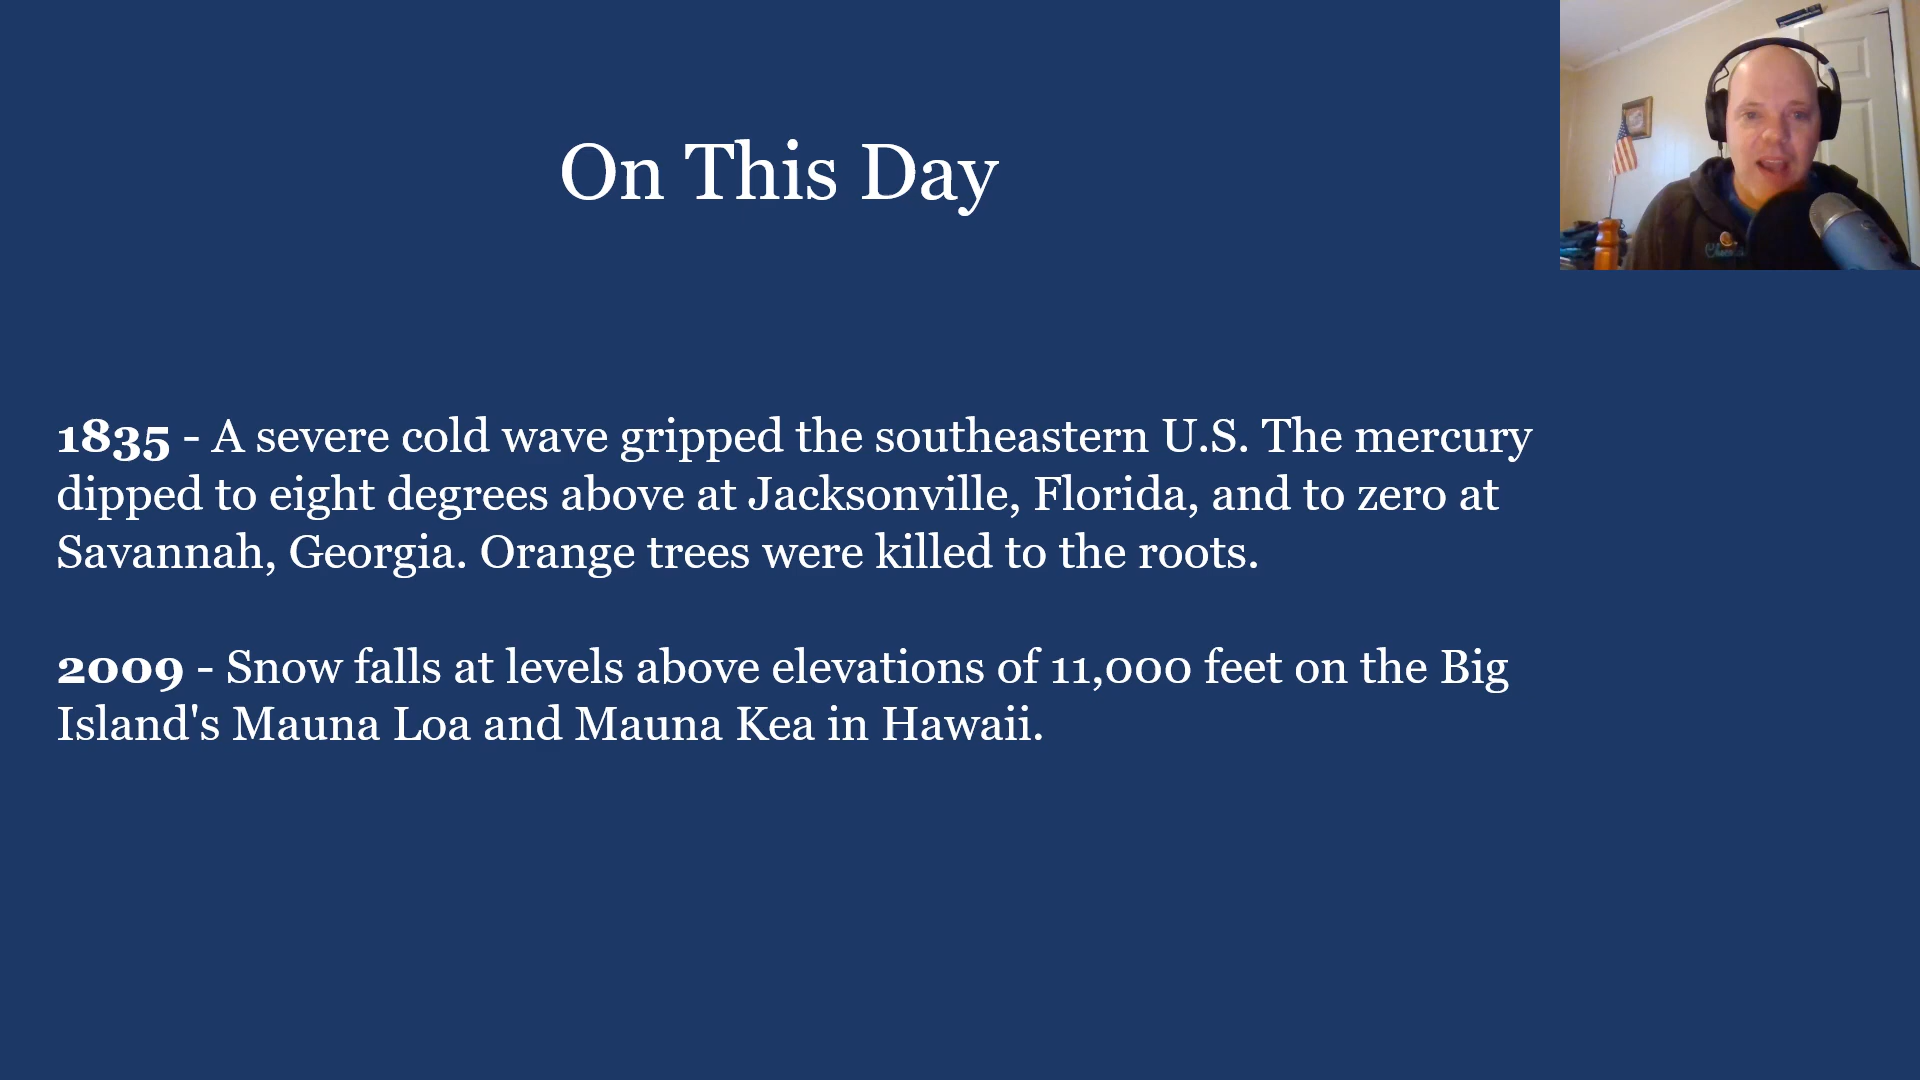 On This Day
1835 - A severe cold wave gripped the southeastern U.S. The mercury
dipped to eight degrees above at Jacksonville, Florida, and to zero at
Savannah, Georgia. Orange trees were killed to the roots.
2009 - Snow falls at levels above elevations of 11,000 feet on the Big
Island's Mauna Loa and Mauna Kea in Hawaii.